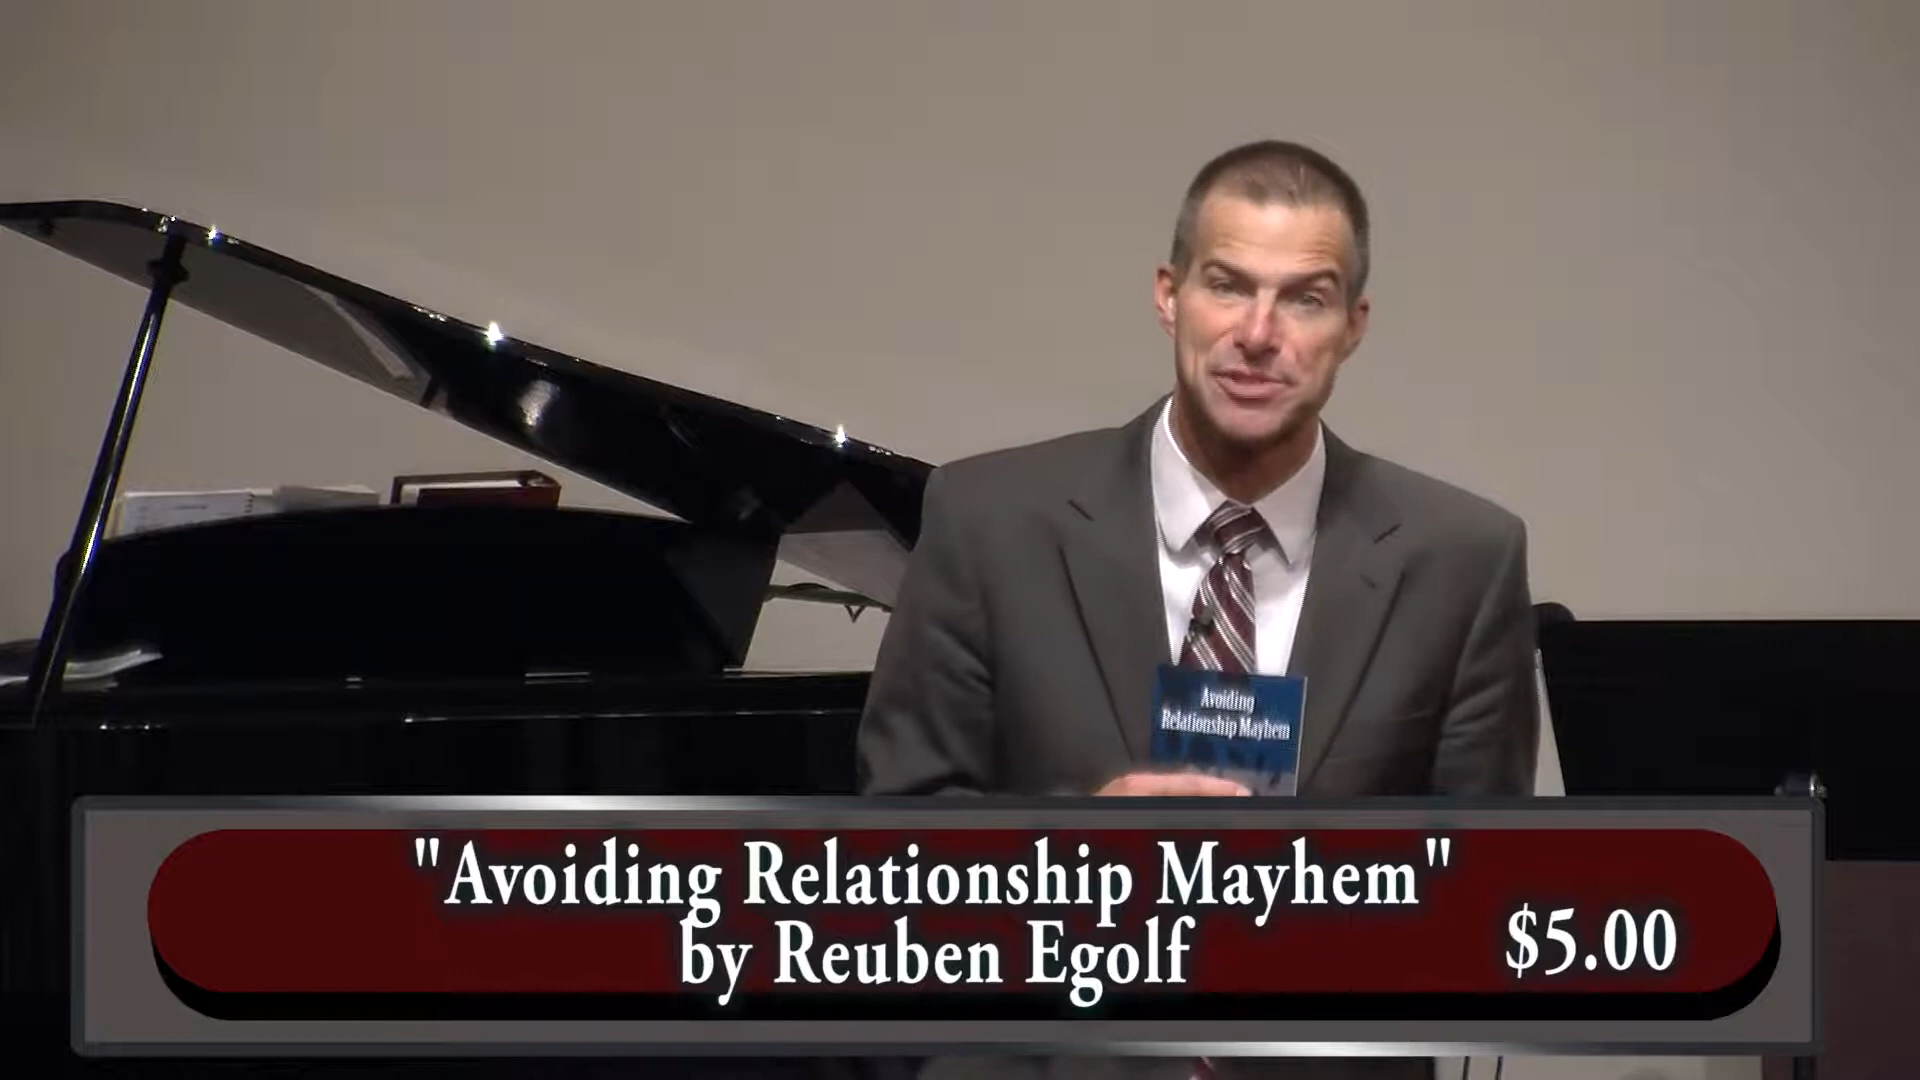 Avoiding
Relationship Mayhem
"Avoiding Relationship Mayhem"
by Reuben Egolf
$5.00